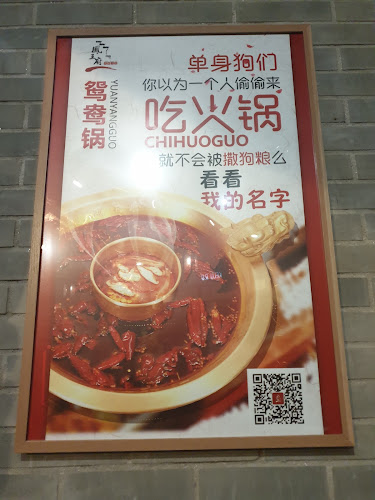 单身狗们
你以为一个人偷偷来
吃火锅
CHIHUOGUO
就不会被撒狗粮么
看看
我的名字
鸳鸯锅
YUANYANGGUO